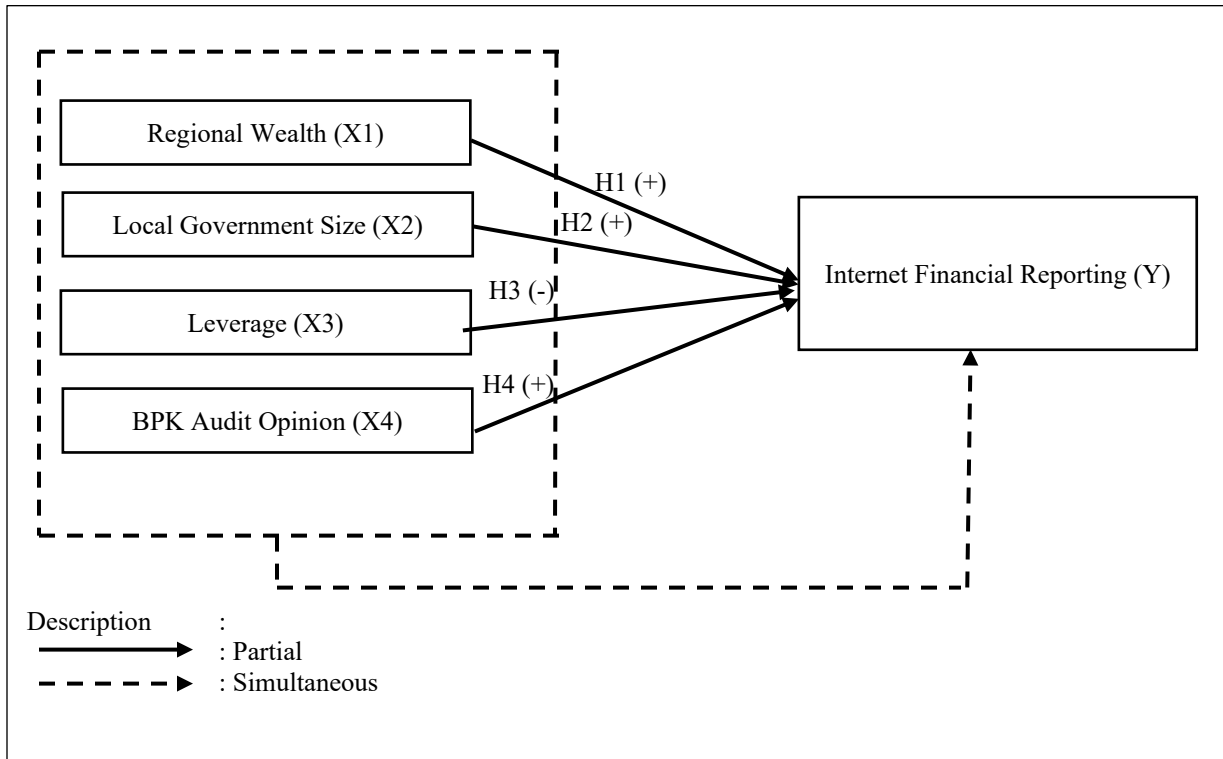 Regional Wealth (X1)
H1 (+)
Local Government Size (X2)
H2 (+)
Internet Financial Reporting (Y)
H3 (-)
Leverage (X3)
H4 (+)
BPK Audit Opinion (X4)
Description :
: Partial
: Simultaneous